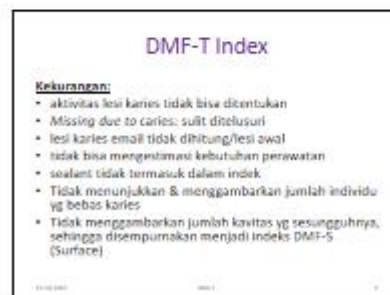 DMF-T Index
Kekurangan:
• aktivitas lesi karies tidak bisa ditentukan
• Missing due to caries: sulit ditelusuri
• lesi karies email tidak dihitung/lesi awal
• tidak bisa mengestimasi kebutuhan perawatan
• sealant tidak termasuk dalam indek
• Tidak menunjukkan & menggambarkan jumlah individu
yg bebas karies
• Tidak menggambarkan jumlah kavitas yg sesungguhnya,
sehingga disempurnakan menjadi indeks DMF-S
(Surface)